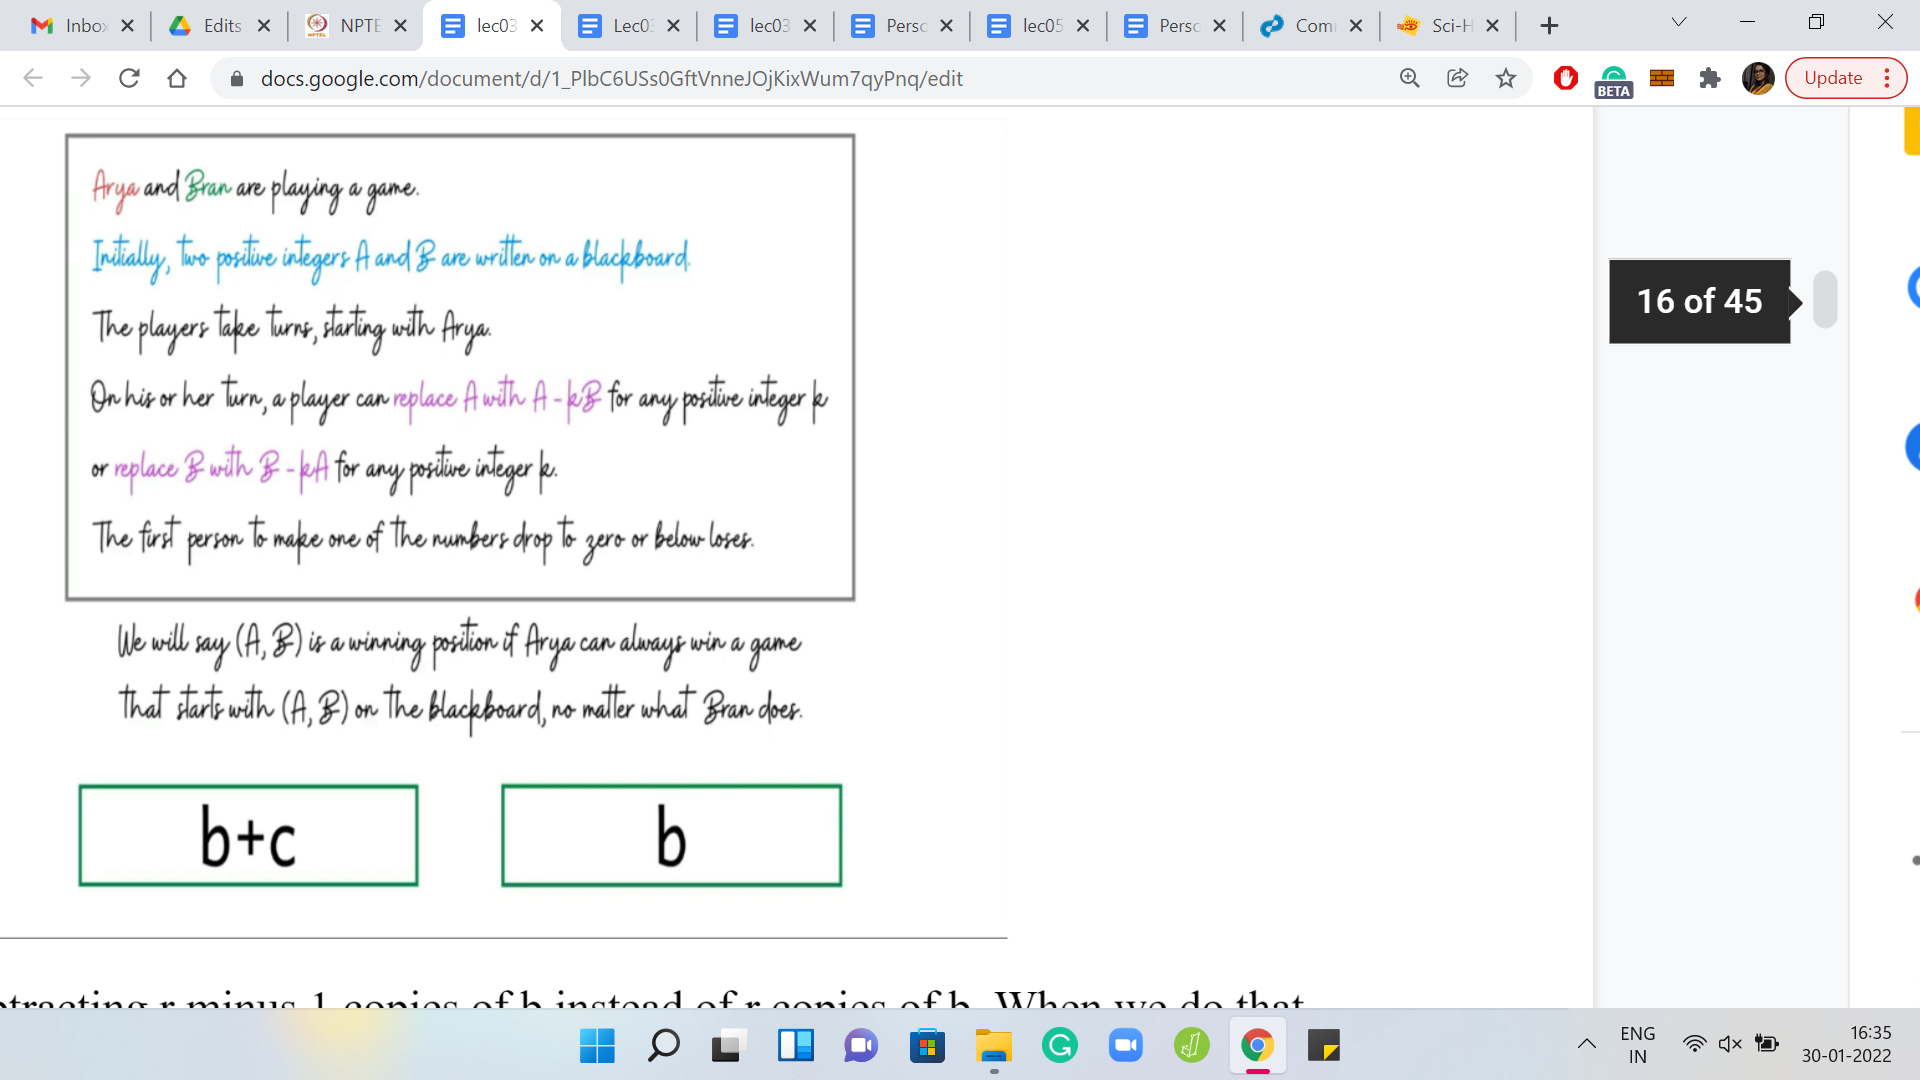 Inbox
Edits
NPTE
lec03
Lec03
lec03
Perso
lec05
Perso
Com
Sci-H
docs.google.com/document/d/1_PlbC6USs0GftVnneJOjKixWum7qyPnq/edit
BETA
Update
Arya and Bran are playing a game.
Initially, two positive integers A and B are written on a blackboard.
The players take turns, starting with Arya.
On his or her turn, a player can replace A with A - kB for any positive integer k
or replace B with B - kA for any positive integer k.
The first person to make one of the numbers drop to zero or below loses.
16 of 45
We will say (A, B) is a winning position if Arya can always win a game
that starts with (A, B) on the blackboard, no matter what Bran does.
b+c
b
minus 1 copies of b instead of r copies of b. When we do that
ENG
IN
16:35
30-01-2022